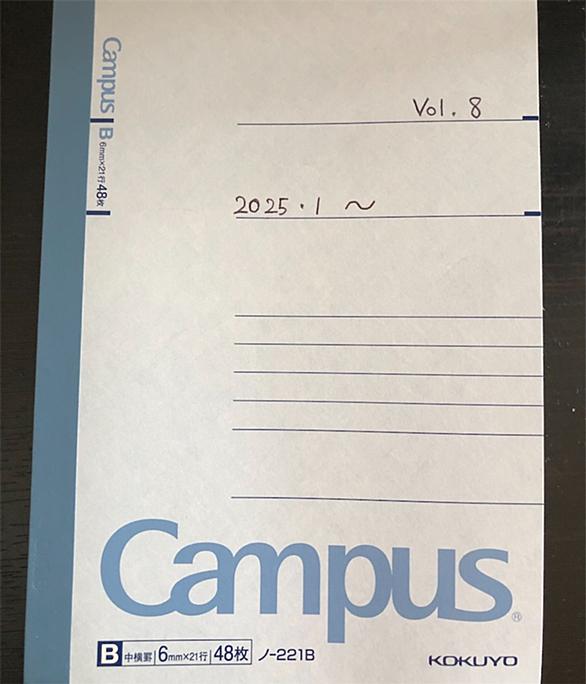 Campus B 6mm×21行 48枚
Vol. 8
2025・1 〜
Campus®
B 中横罫 6mm×21行 48枚 ノ-221B
KOKUYO